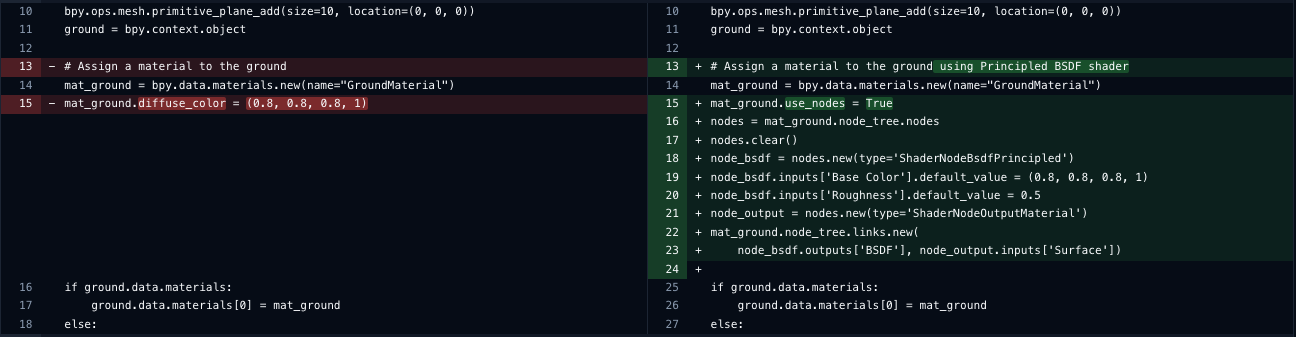 10 bpy.ops.mesh.primitive_plane_add(size=10, location=(0, 0, 0))
11 ground = bpy.context.object
12
13 - # Assign a material to the ground
14 mat_ground = bpy.data.materials.new(name="GroundMaterial")
15 - mat_ground.diffuse_color = (0.8, 0.8, 0.8, 1)
16 if ground.data.materials:
17     ground.data.materials[0] = mat_ground
18 else:
10 bpy.ops.mesh.primitive_plane_add(size=10, location=(0, 0, 0))
11 ground = bpy.context.object
12
13 + # Assign a material to the ground using Principled BSDF shader
14 mat_ground = bpy.data.materials.new(name="GroundMaterial")
15 + mat_ground.use_nodes = True
16 + nodes = mat_ground.node_tree.nodes
17 + nodes.clear()
18 + node_bsdf = nodes.new(type='ShaderNodeBsdfPrincipled')
19 + node_bsdf.inputs['Base Color'].default_value = (0.8, 0.8, 0.8, 1)
20 + node_bsdf.inputs['Roughness'].default_value = 0.5
21 + node_output = nodes.new(type='ShaderNodeOutputMaterial')
22 + mat_ground.node_tree.links.new(
23 +     node_bsdf.outputs['BSDF'], node_output.inputs['Surface'])
24 +
25 if ground.data.materials:
26     ground.data.materials[0] = mat_ground
27 else: